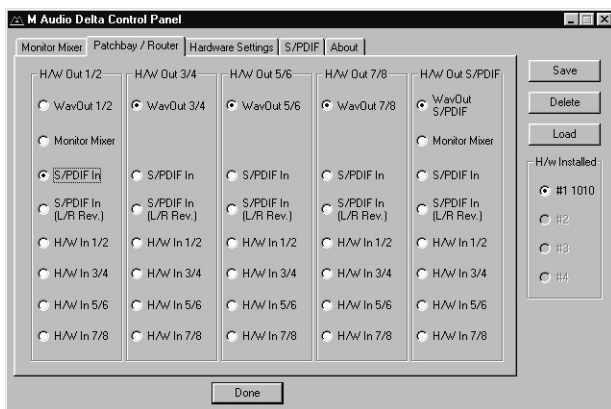 M Audio Delta Control Panel
Monitor Mixer Patchbay / Router Hardware Settings S/PDIF About
H/W Out 1/2
WavOut 1/2
Monitor Mixer
S/PDIF In
S/PDIF In
(L/R Rev.)
H/W In 1/2
H/W In 3/4
H/W In 5/6
H/W In 7/8
H/W Out 3/4
WavOut 3/4
S/PDIF In
S/PDIF In
(L/R Rev.)
H/W In 1/2
H/W In 3/4
H/W In 5/6
H/W In 7/8
H/W Out 5/6
WavOut 5/6
S/PDIF In
S/PDIF In
(L/R Rev.)
H/W In 1/2
H/W In 3/4
H/W In 5/6
H/W In 7/8
H/W Out 7/8
WavOut 7/8
S/PDIF In
S/PDIF In
(L/R Rev.)
H/W In 1/2
H/W In 3/4
H/W In 5/6
H/W In 7/8
H/W Out S/PDIF
WavOut
S/PDIF
Monitor Mixer
S/PDIF In
S/PDIF In
(L/R Rev.)
H/W In 1/2
H/W In 3/4
H/W In 5/6
H/W In 7/8
Save
Delete
Load
H/w Installed
#1 1010
#2
#3
#4
Done